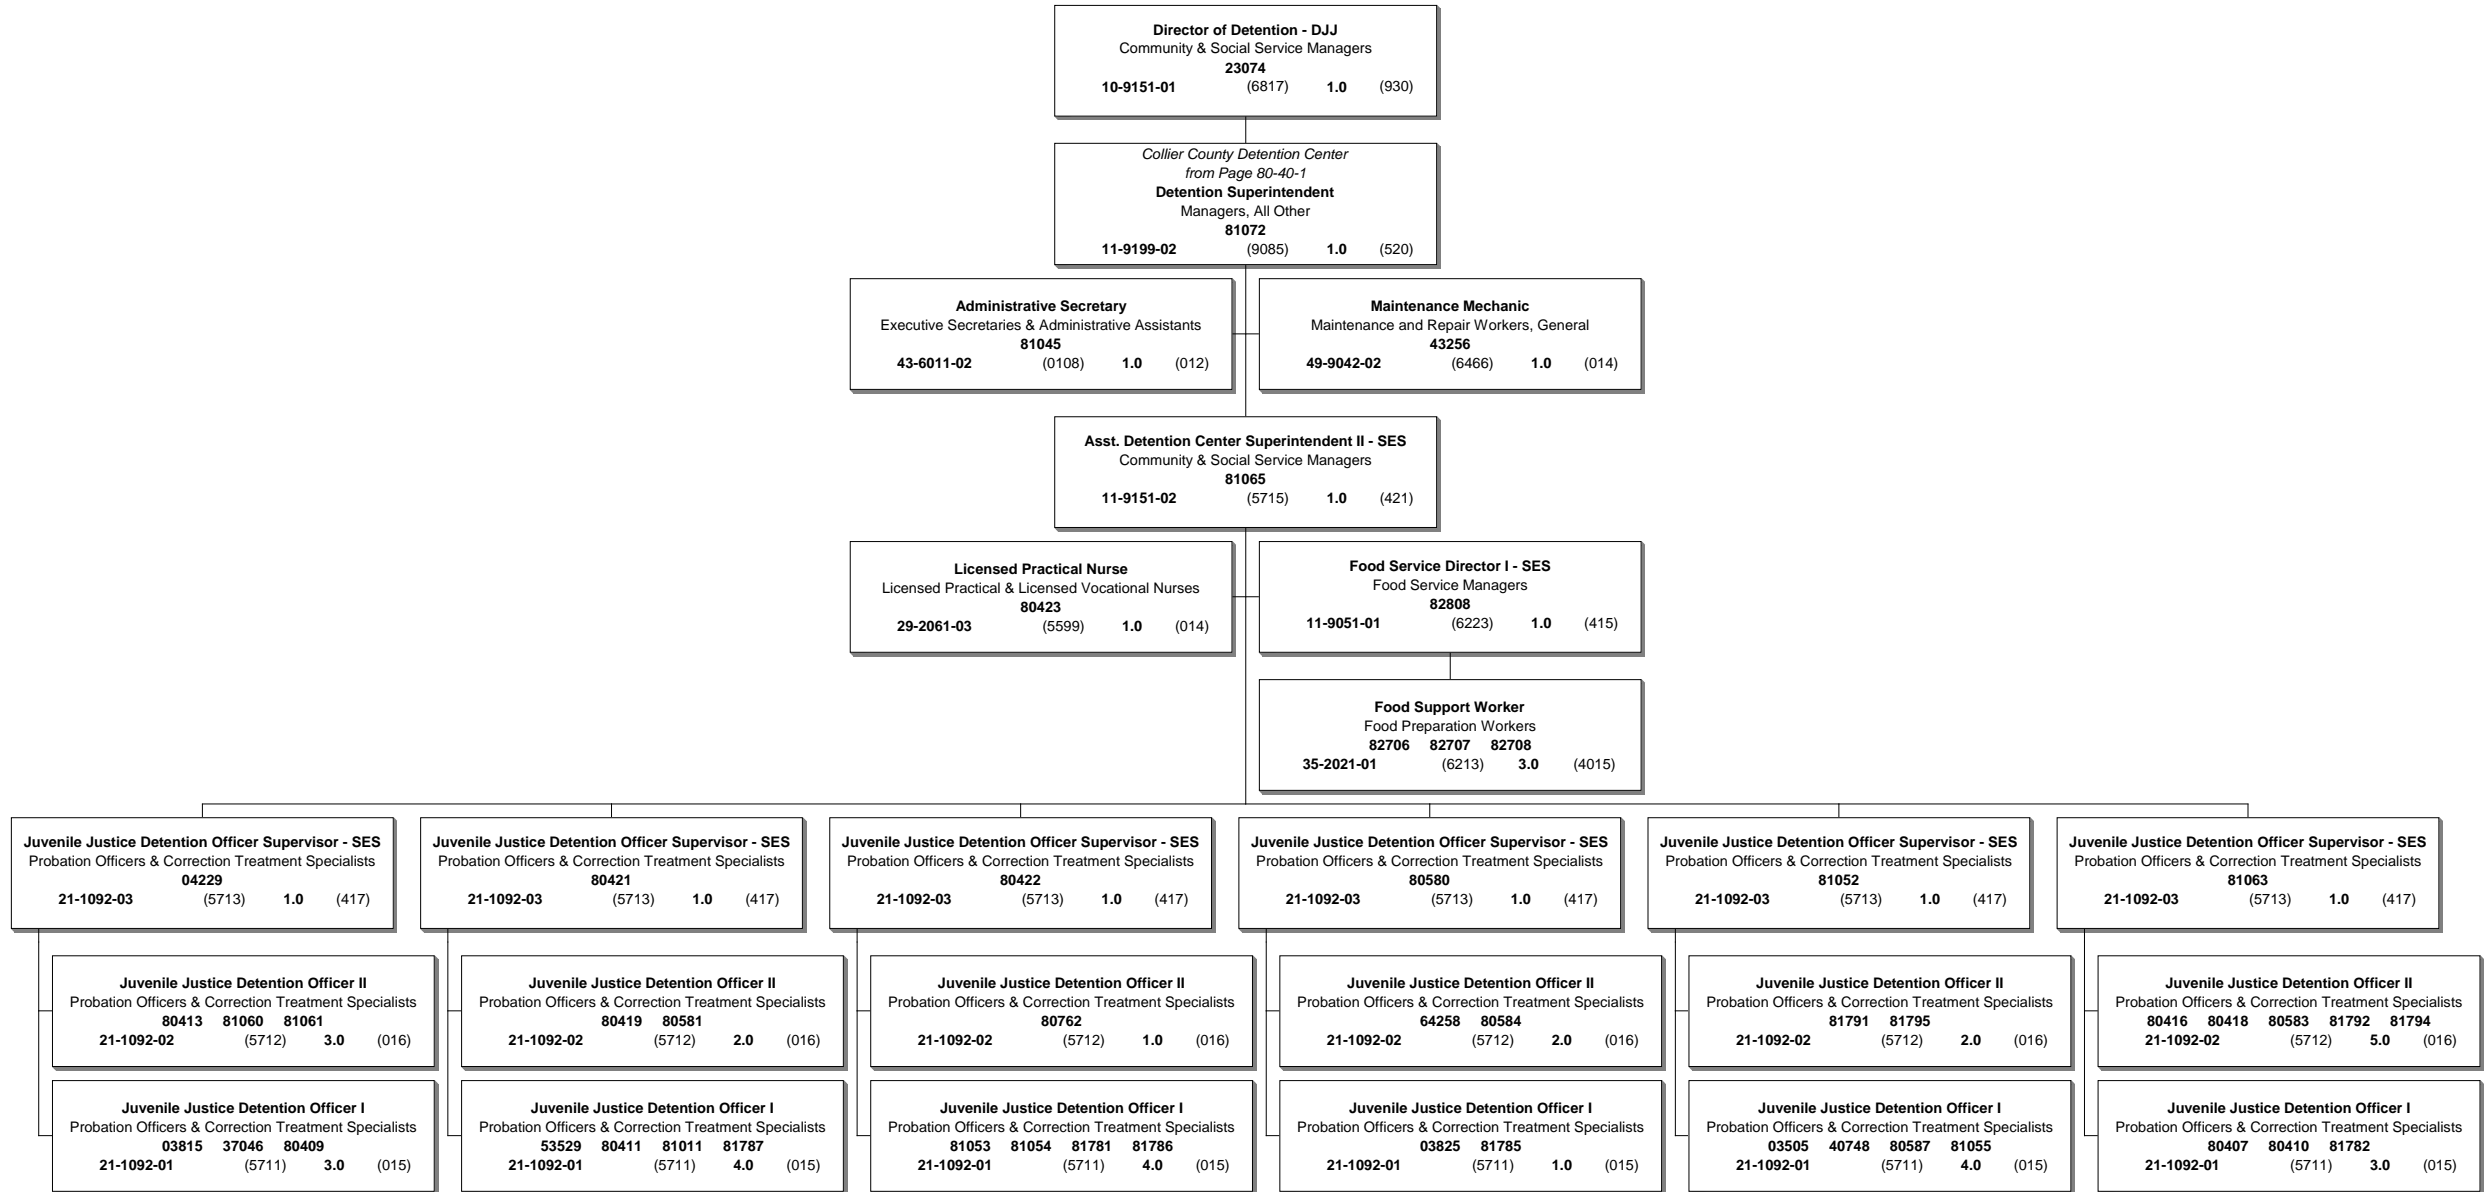 Director of Detention - DJJ
Community & Social Service Managers
23074
10-9151-01 (6817) 1.0 (930)
Collier County Detention Center
from Page 80-40-1
Detention Superintendent
Managers, All Other
81072
11-9199-02 (9085) 1.0 (520)
Administrative Secretary
Executive Secretaries & Administrative Assistants
81045
43-6011-02 (0108) 1.0 (012)
Maintenance Mechanic
Maintenance and Repair Workers, General
43256
49-9042-02 (6466) 1.0 (014)
Asst. Detention Center Superintendent II - SES
Community & Social Service Managers
81065
11-9151-02 (5715) 1.0 (421)
Licensed Practical Nurse
Licensed Practical & Licensed Vocational Nurses
80423
29-2061-03 (5599) 1.0 (014)
Food Service Director I - SES
Food Service Managers
82808
11-9051-01 (6223) 1.0 (415)
Food Support Worker
Food Preparation Workers
82706 82707 82708
35-2021-01 (6213) 3.0 (4015)
Juvenile Justice Detention Officer Supervisor - SES
Probation Officers & Correction Treatment Specialists
04229
21-1092-03 (5713) 1.0 (417)
Juvenile Justice Detention Officer II
Probation Officers & Correction Treatment Specialists
80413 81060 81061
21-1092-02 (5712) 3.0 (016)
Juvenile Justice Detention Officer I
Probation Officers & Correction Treatment Specialists
03815 37046 80409
21-1092-01 (5711) 3.0 (015)
Juvenile Justice Detention Officer Supervisor - SES
Probation Officers & Correction Treatment Specialists
80421
21-1092-03 (5713) 1.0 (417)
Juvenile Justice Detention Officer II
Probation Officers & Correction Treatment Specialists
80419 80581
21-1092-02 (5712) 2.0 (016)
Juvenile Justice Detention Officer I
Probation Officers & Correction Treatment Specialists
53529 80411 81011 81787
21-1092-01 (5711) 4.0 (015)
Juvenile Justice Detention Officer Supervisor - SES
Probation Officers & Correction Treatment Specialists
80422
21-1092-03 (5713) 1.0 (417)
Juvenile Justice Detention Officer II
Probation Officers & Correction Treatment Specialists
80762
21-1092-02 (5712) 1.0 (016)
Juvenile Justice Detention Officer I
Probation Officers & Correction Treatment Specialists
81053 81054 81781 81786
21-1092-01 (5711) 4.0 (015)
Juvenile Justice Detention Officer Supervisor - SES
Probation Officers & Correction Treatment Specialists
80580
21-1092-03 (5713) 1.0 (417)
Juvenile Justice Detention Officer II
Probation Officers & Correction Treatment Specialists
64258 80584
21-1092-02 (5712) 2.0 (016)
Juvenile Justice Detention Officer I
Probation Officers & Correction Treatment Specialists
03825 81785
21-1092-01 (5711) 1.0 (015)
Juvenile Justice Detention Officer Supervisor - SES
Probation Officers & Correction Treatment Specialists
81052
21-1092-03 (5713) 1.0 (417)
Juvenile Justice Detention Officer II
Probation Officers & Correction Treatment Specialists
81791 81795
21-1092-02 (5712) 2.0 (016)
Juvenile Justice Detention Officer I
Probation Officers & Correction Treatment Specialists
03505 40748 80587 81055
21-1092-01 (5711) 4.0 (015)
Juvenile Justice Detention Officer Supervisor - SES
Probation Officers & Correction Treatment Specialists
81063
21-1092-03 (5713) 1.0 (417)
Juvenile Justice Detention Officer II
Probation Officers & Correction Treatment Specialists
80416 80418 80583 81792 81794
21-1092-02 (5712) 5.0 (016)
Juvenile Justice Detention Officer I
Probation Officers & Correction Treatment Specialists
80407 80410 81782
21-1092-01 (5711) 3.0 (015)